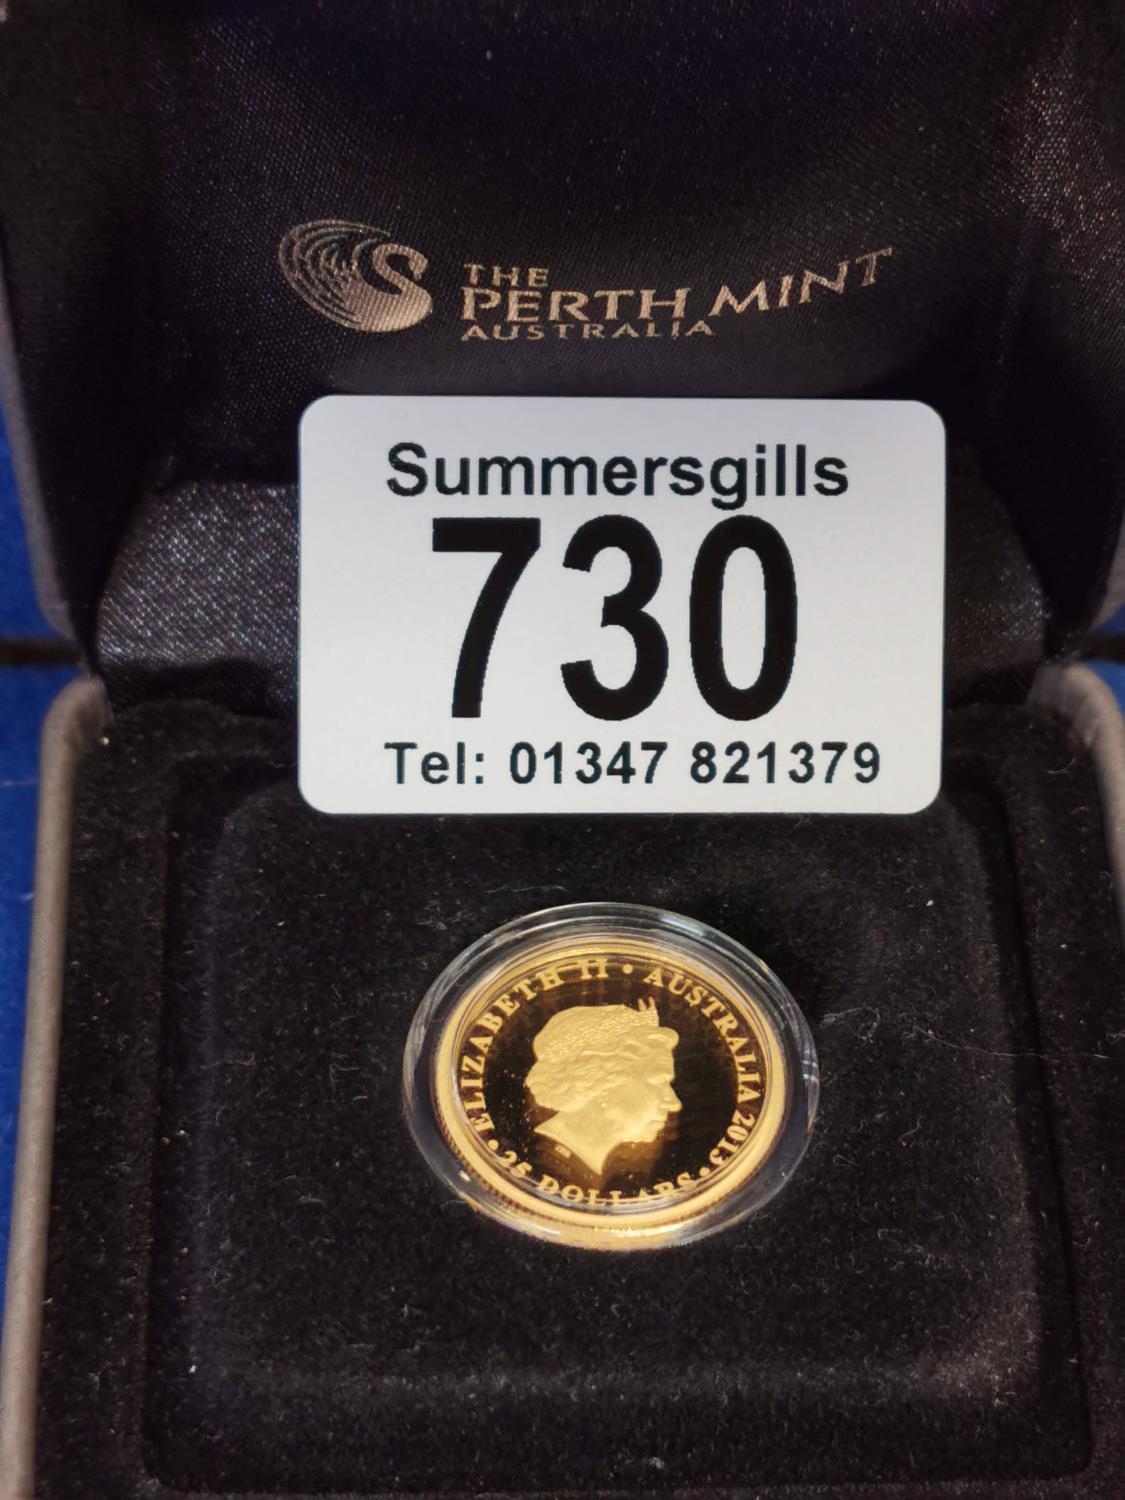 THE
PERTH MINT
AUSTRALIA
Summersgills
730
Tel: 01347 821379
ELIZABETH II • AUSTRALIA 2013
• 25 DOLLARS •